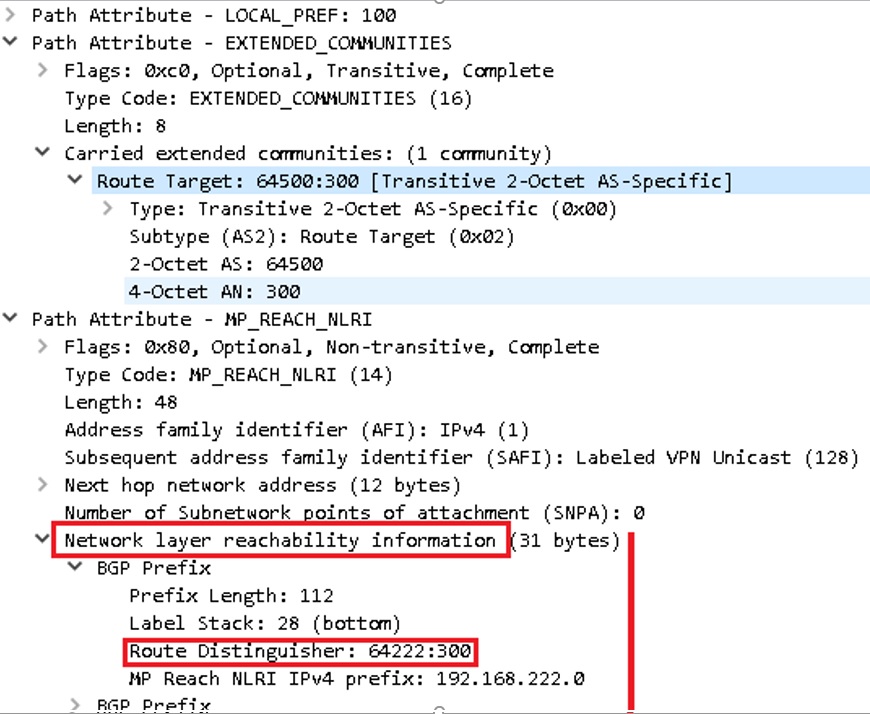 Path Attribute - LOCAL_PREF: 100
Path Attribute - EXTENDED_COMMUNITIES
Flags: 0xc0, Optional, Transitive, Complete
Type Code: EXTENDED_COMMUNITIES (16)
Length: 8
Carried extended communities: (1 community)
Route Target: 64500:300 [Transitive 2-Octet AS-Specific]
Type: Transitive 2-Octet AS-Specific (0x00)
Subtype (AS2): Route Target (0x02)
2-Octet AS: 64500
4-Octet AN: 300
Path Attribute - MP_REACH_NLRI
Flags: 0x80, Optional, Non-transitive, Complete
Type Code: MP_REACH_NLRI (14)
Length: 48
Address family identifier (AFI): IPv4 (1)
Subsequent address family identifier (SAFI): Labeled VPN Unicast (128)
Next hop network address (12 bytes)
Number of Subnetwork points of attachment (SNPA): 0
Network layer reachability information (31 bytes)
BGP Prefix
Prefix Length: 112
Label Stack: 28 (bottom)
Route Distinguisher: 64222:300
MP Reach NLRI IPv4 prefix: 192.168.222.0
BGP Prefix